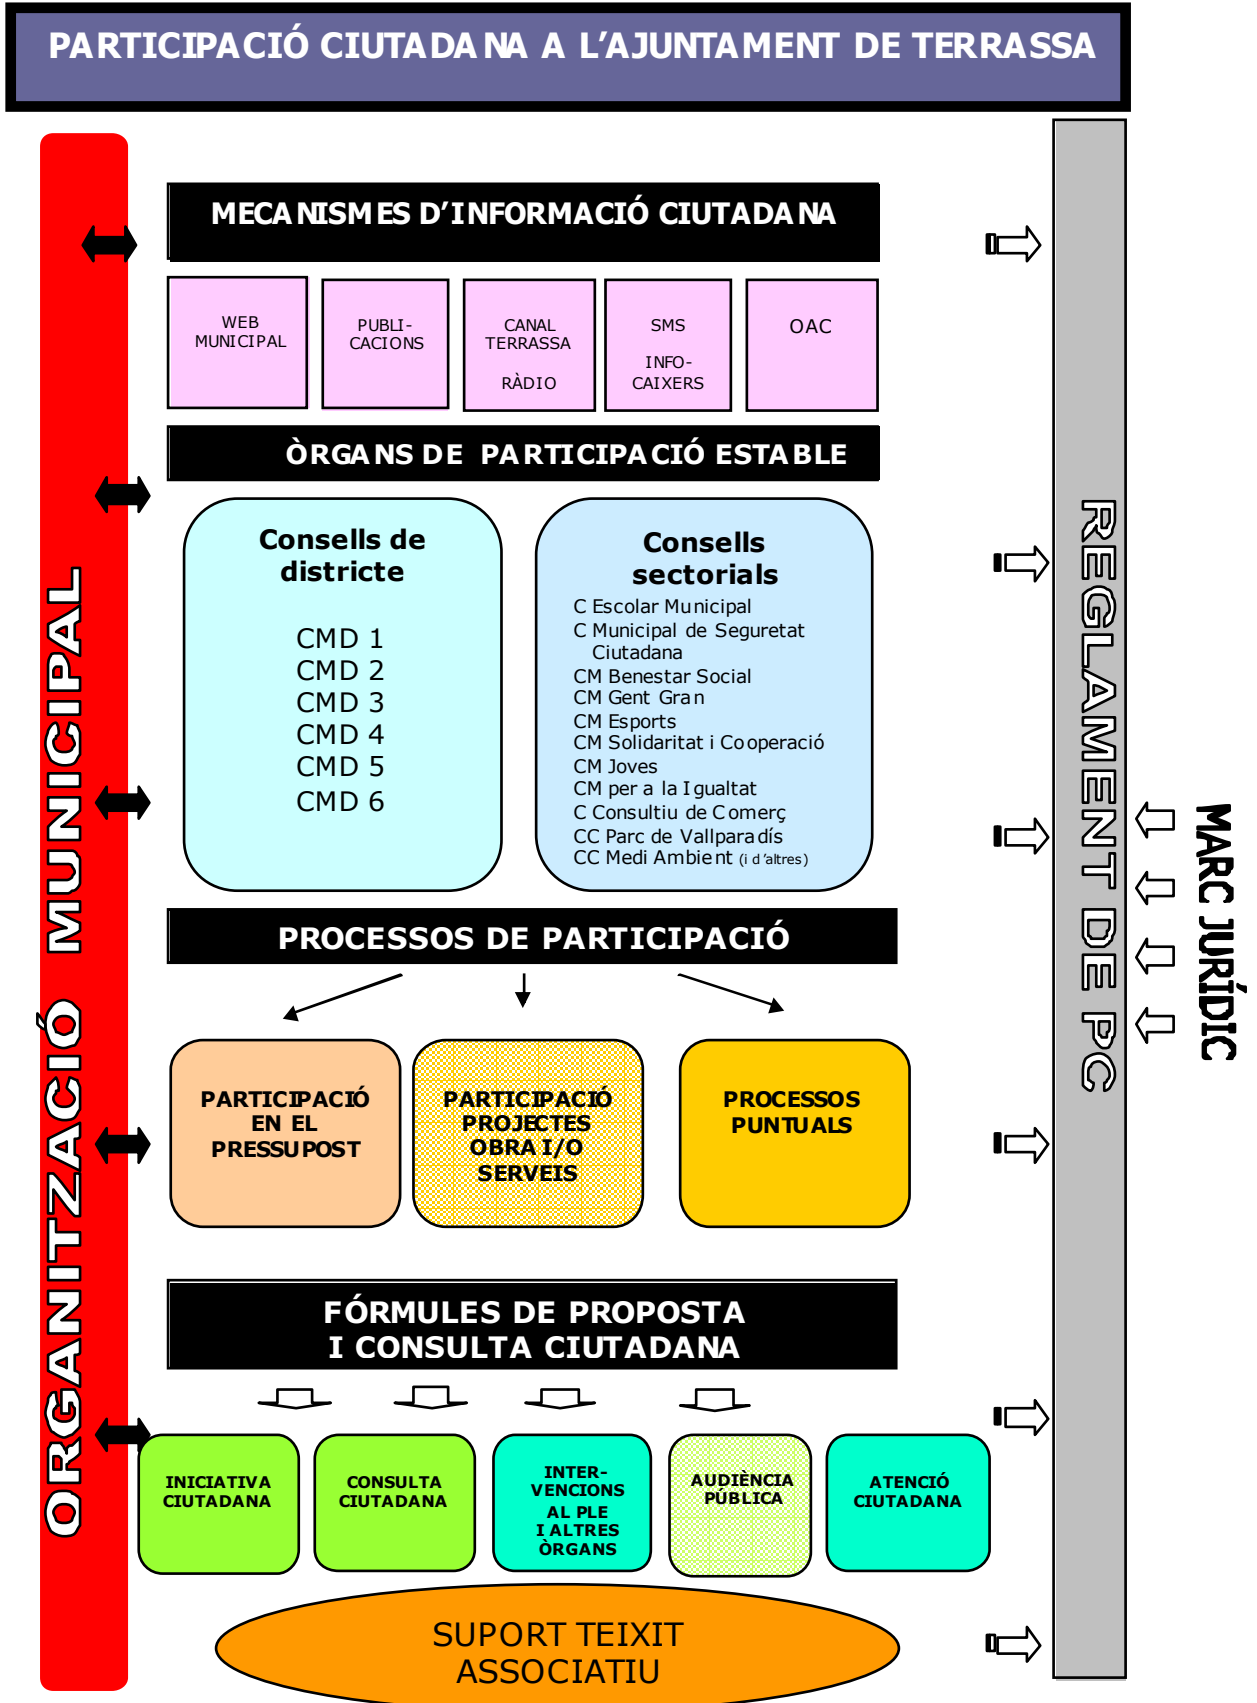 PARTICIPACIÓ CIUTADANA A L'AJUNTAMENT DE TERRASSA
MECANISMES D'INFORMACIÓ CIUTADANA
WEB
MUNICIPAL
PUBLI-
CACIONS
CANAL
TERRASSA
RÀDIO
SMS
INFO-
CAIXERS
OAC
ÒRGANS DE PARTICIPACIÓ ESTABLE
Consells de
districte
CMD 1
CMD 2
CMD 3
CMD 4
CMD 5
CMD 6
Consells
sectorials
C Escolar Municipal
C Municipal de Seguretat
Ciutadana
CM Benestar Social
CM Gent Gran
CM Esports
CM Solidaritat i Cooperació
CM Joves
CM per a la Igualtat
C Consultiu de Comerç
CC Parc de Vallparadís
CC Medi Ambient (i d'altres)
PROCESSOS DE PARTICIPACIÓ
PARTICIPACIÓ
EN EL
PRESSUPOST
PARTICIPACIÓ
PROJECTES
OBRA I/O
SERVEIS
PROCESSOS
PUNTUALS
FÓRMULES DE PROPOSTA
I CONSULTA CIUTADANA
INICIATIVA
CIUTADANA
CONSULTA
CIUTADANA
INTER-
VENCIONS
AL PLE
I ALTRES
ÒRGANS
AUDIÈNCIA
PÚBLICA
ATENCIÓ
CIUTADANA
SUPORT TEIXIT
ASSOCIATIU
ORGANITZACIÓ MUNICIPAL
REGLAMENT DE PC
MARC JURÍDIC